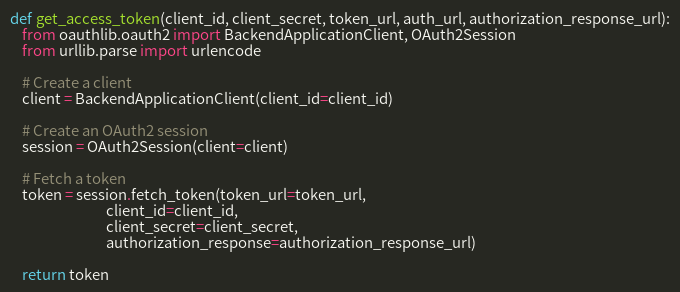 def get_access_token(client_id, client_secret, token_url, auth_url, authorization_response_url):
    from oauthlib.oauth2 import BackendApplicationClient, OAuth2Session
    from urllib.parse import urlencode

    # Create a client
    client = BackendApplicationClient(client_id=client_id)

    # Create an OAuth2 session
    session = OAuth2Session(client=client)

    # Fetch a token
    token = session.fetch_token(token_url=token_url,
                                client_id=client_id,
                                client_secret=client_secret,
                                authorization_response=authorization_response_url)

    return token